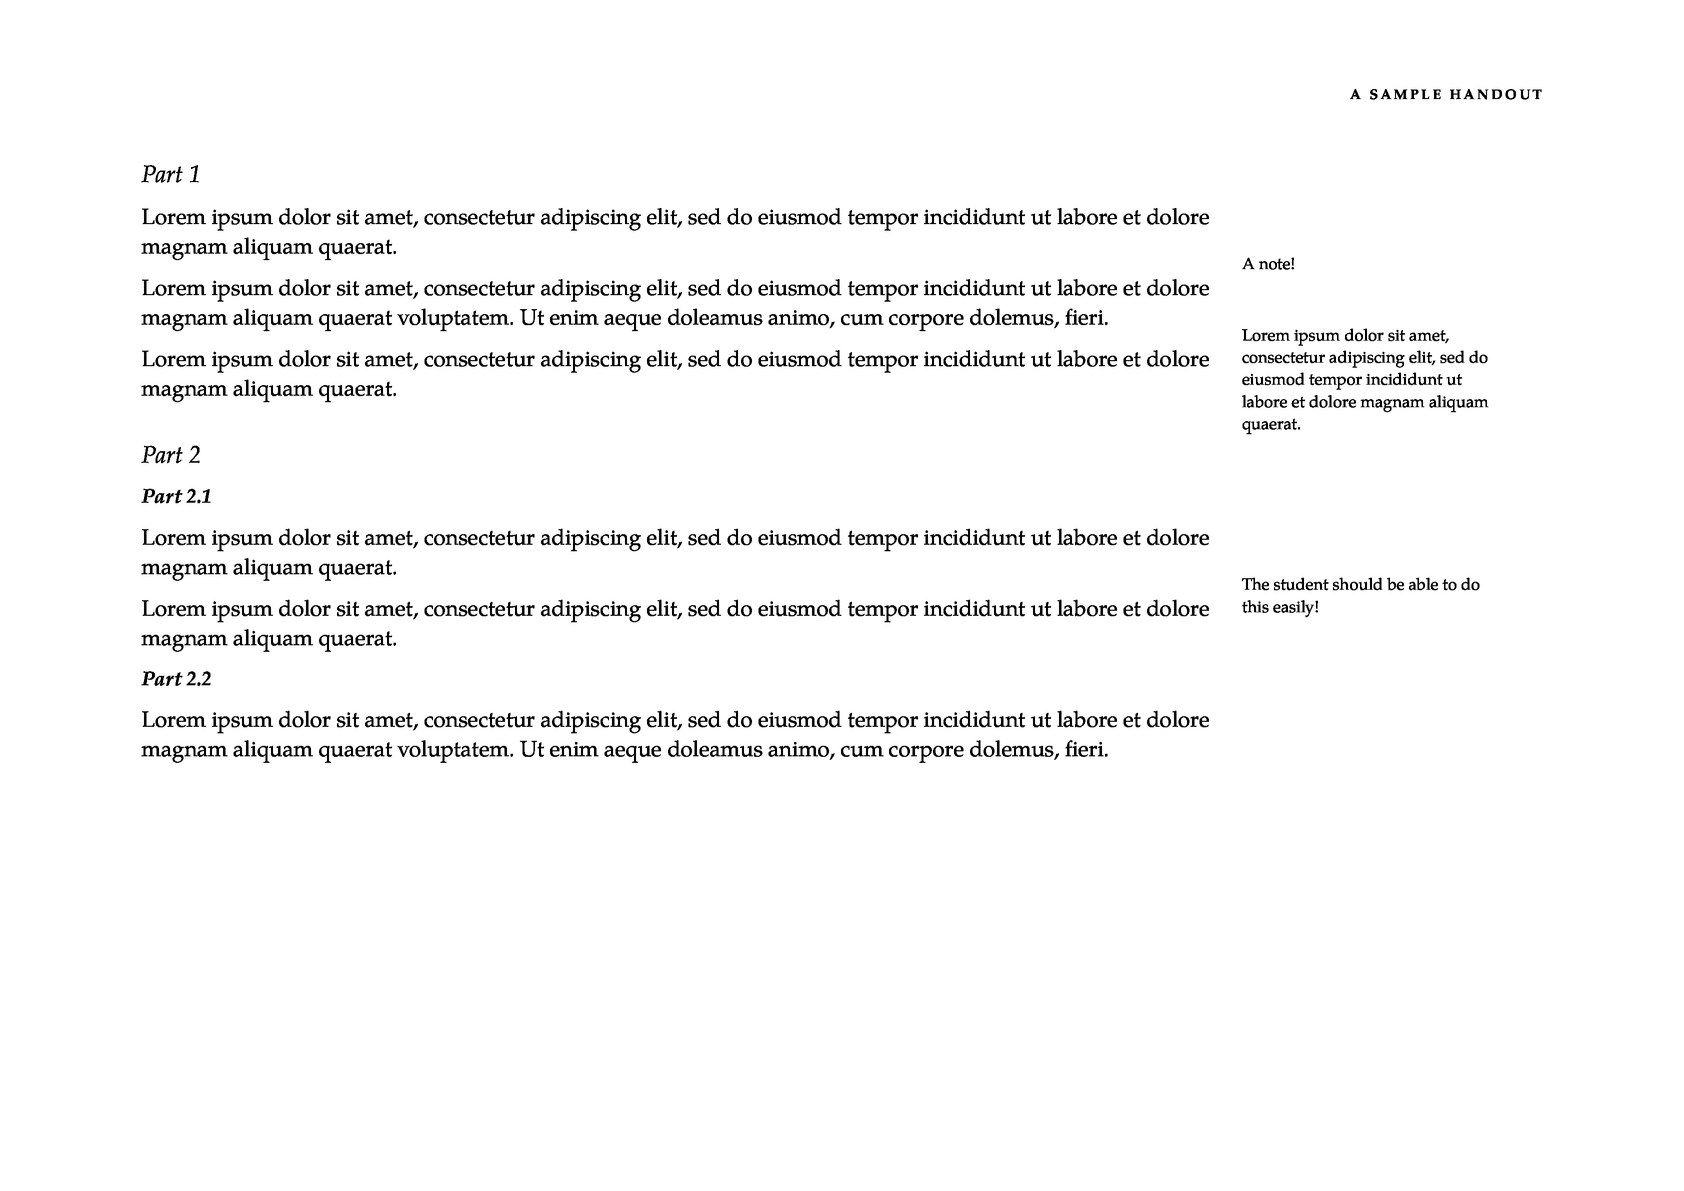 A SAMPLE HANDOUT
Part 1
Lorem ipsum dolor sit amet, consectetur adipiscing elit, sed do eiusmod tempor incididunt ut labore et dolore
magnam aliquam quaerat.
A note!
Lorem ipsum dolor sit amet, consectetur adipiscing elit, sed do eiusmod tempor incididunt ut labore et dolore
magnam aliquam quaerat voluptatem. Ut enim aeque doleamus animo, cum corpore dolemus, fieri.
Lorem ipsum dolor sit amet,
consectetur adipiscing elit, sed do
eiusmod tempor incididunt ut
labore et dolore magnam aliquam
quaerat.
Lorem ipsum dolor sit amet, consectetur adipiscing elit, sed do eiusmod tempor incididunt ut labore et dolore
magnam aliquam quaerat.
Part 2
Part 2.1
Lorem ipsum dolor sit amet, consectetur adipiscing elit, sed do eiusmod tempor incididunt ut labore et dolore
magnam aliquam quaerat.
The student should be able to do
this easily!
Lorem ipsum dolor sit amet, consectetur adipiscing elit, sed do eiusmod tempor incididunt ut labore et dolore
magnam aliquam quaerat.
Part 2.2
Lorem ipsum dolor sit amet, consectetur adipiscing elit, sed do eiusmod tempor incididunt ut labore et dolore
magnam aliquam quaerat voluptatem. Ut enim aeque doleamus animo, cum corpore dolemus, fieri.